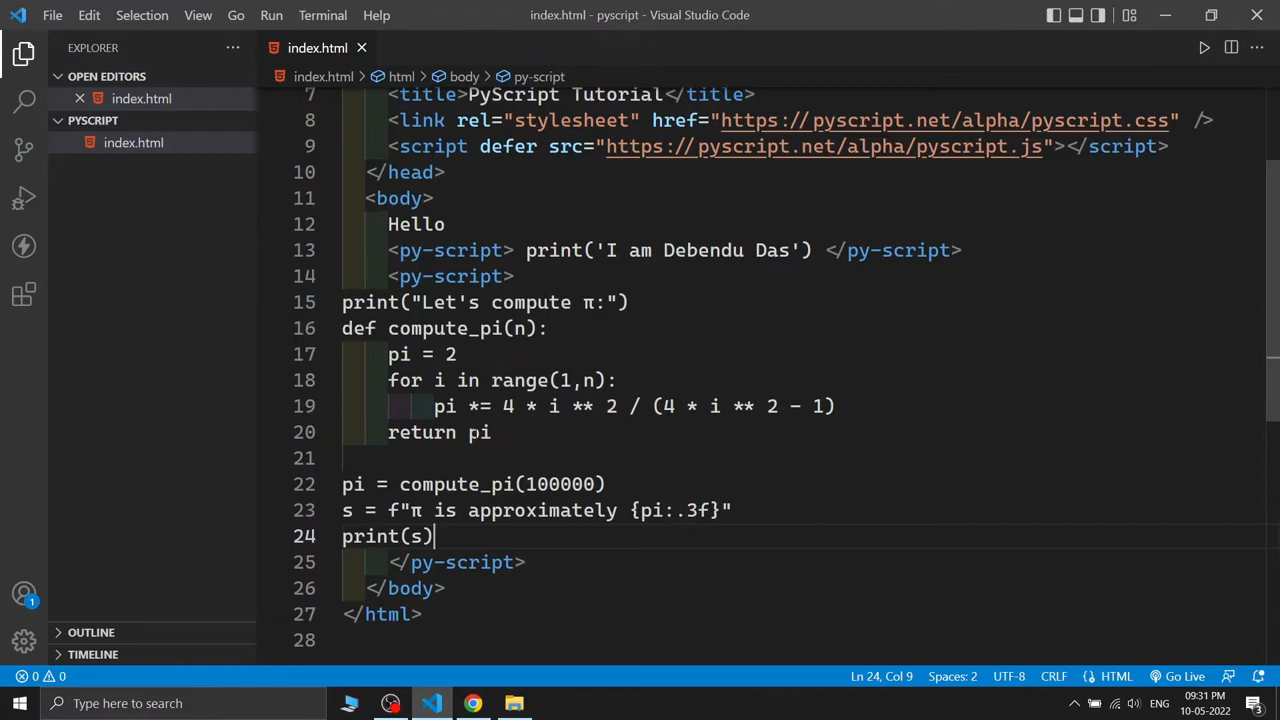 File Edit Selection View Go Run Terminal Help index.html - pyscript - Visual Studio Code
EXPLORER
OPEN EDITORS
index.html
PYSCRIPT
index.html
OUTLINE
TIMELINE
index.html
index.html > html > body > py-script
7 <title>PyScript Tutorial</title>
8 <link rel="stylesheet" href="https://pyscript.net/alpha/pyscript.css" />
9 <script defer src="https://pyscript.net/alpha/pyscript.js"></script>
10 </head>
11 <body>
12 Hello
13 <py-script> print('I am Debendu Das') </py-script>
14 <py-script>
15 print("Let's compute π:")
16 def compute_pi(n):
17 pi = 2
18 for i in range(1,n):
19 pi *= 4 * i ** 2 / (4 * i ** 2 - 1)
20 return pi
21
22 pi = compute_pi(100000)
23 s = f"π is approximately {pi:.3f}"
24 print(s)
25 </py-script>
26 </body>
27 </html>
28
1
0 0 Ln 24, Col 9 Spaces: 2 UTF-8 CRLF HTML Go Live
Type here to search
ENG
09:31 PM
10-05-2022
3